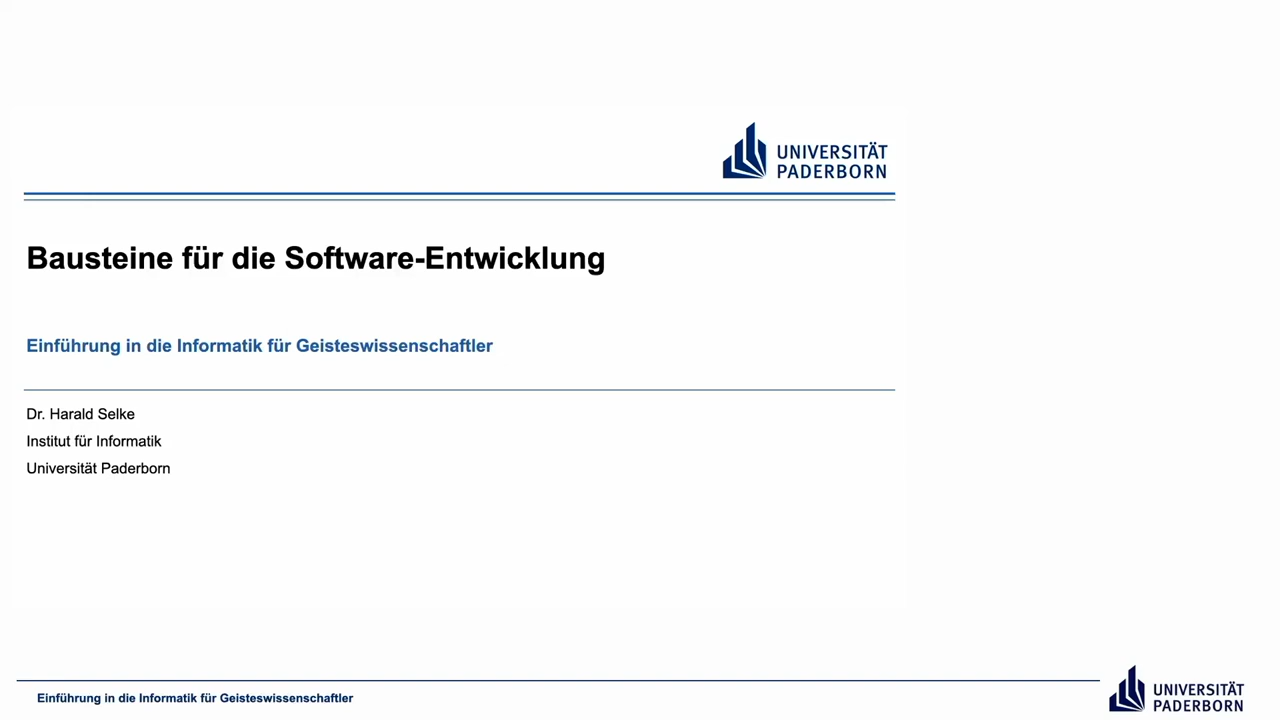 UNIVERSITÄT
PADERBORN
Bausteine für die Software-Entwicklung
Einführung in die Informatik für Geisteswissenschaftler
Dr. Harald Selke
Institut für Informatik
Universität Paderborn
Einführung in die Informatik für Geisteswissenschaftler
UNIVERSITÄT
PADERBORN